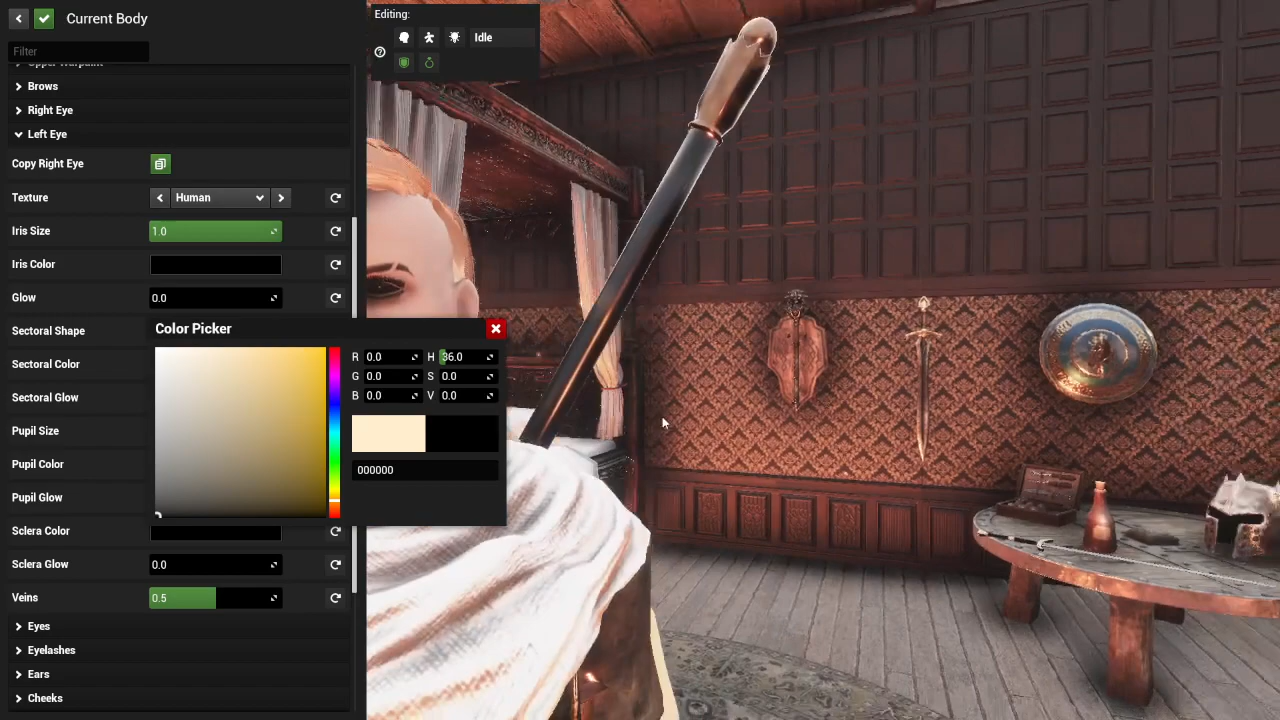 Current Body
Editing:
Idle
Filter
Upper Warpaint
Brows
Right Eye
Left Eye
Copy Right Eye
Texture Human
Iris Size 1.0
Iris Color
Glow 0.0
Sectoral Shape
Color Picker
R 0.0 H 36.0
G 0.0 S 0.0
B 0.0 V 0.0
Sectoral Color
Sectoral Glow
Pupil Size
Pupil Color
000000
Pupil Glow
Sclera Color
Sclera Glow 0.0
Veins 0.5
Eyes
Eyelashes
Ears
Cheeks